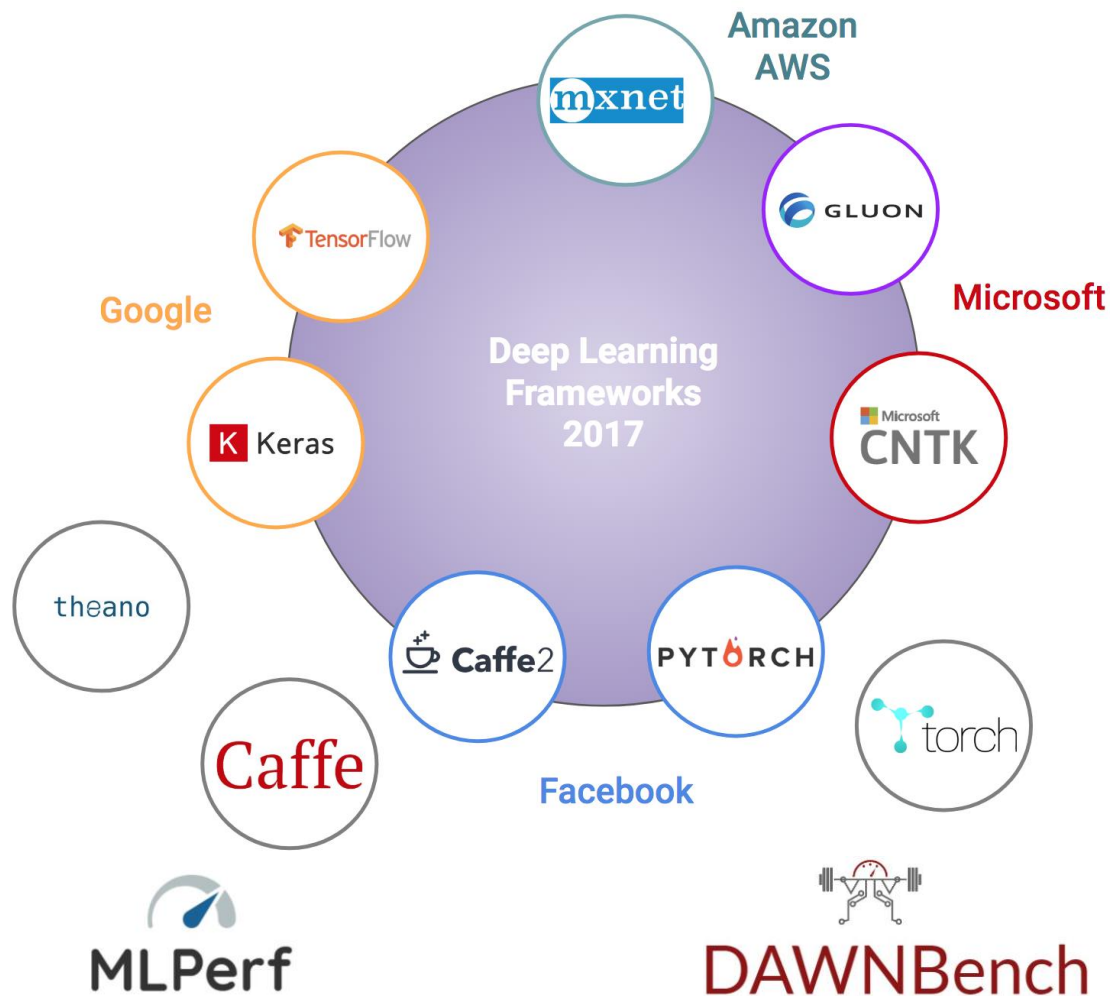 Amazon
AWS
mxnet
GLUON
TensorFlow
Google
Microsoft
Deep Learning
Frameworks
2017
Microsoft
CNTK
K Keras
theano
Caffe2
PYTORCH
torch
Caffe
Facebook
MLPerf
DAWNBench